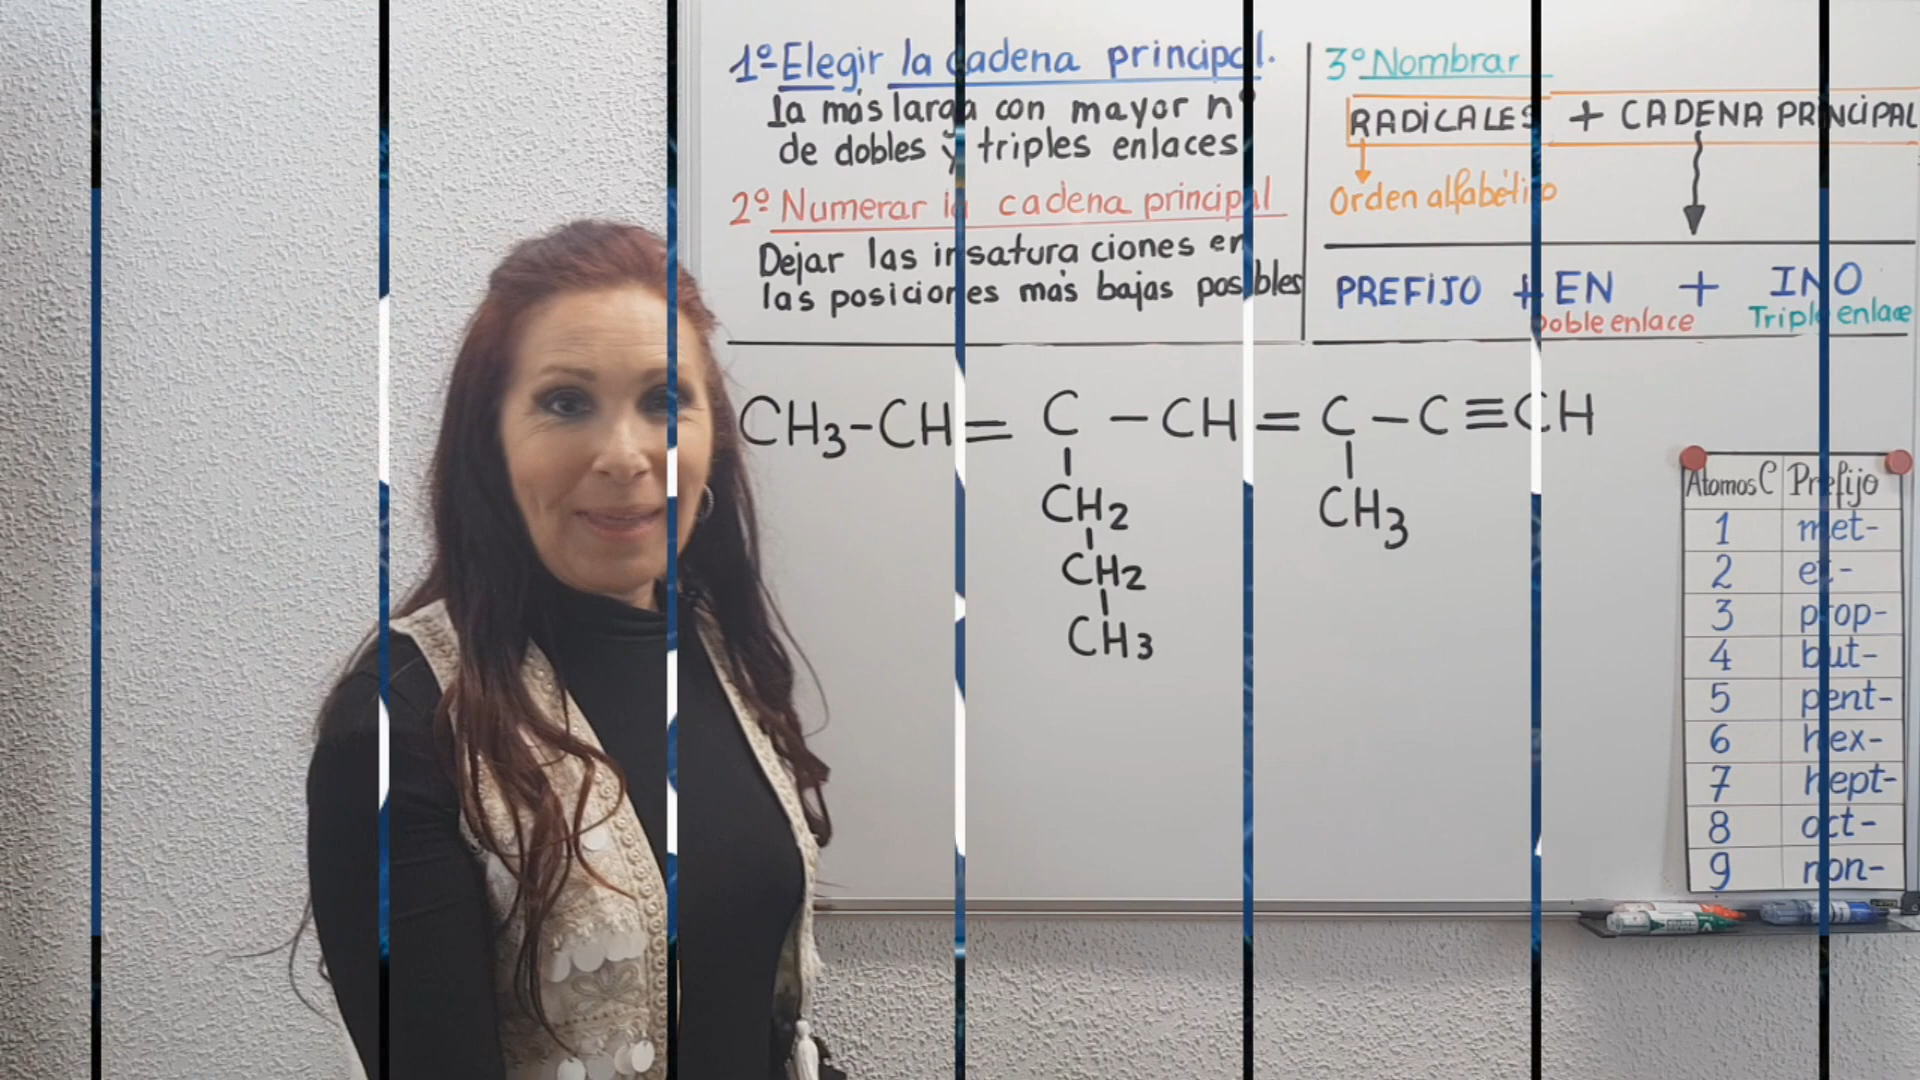 1º Elegir la cadena principal.
la más larga con mayor nº
de dobles y triples enlaces
2º Numerar la cadena principal
Dejar las insaturaciones en
las posiciones más bajas posibles
3º Nombrar
RADICALES + CADENA PRINCIPAL
Orden alfabético
PREFIJO + EN + INO
Doble enlace Triple enlace
CH3-CH= C -CH=C-C≡CH
CH2 CH3
CH2
CH3
Atomos C Prefijo
1 met-
2 et-
3 prop-
4 but-
5 pent-
6 hex-
7 hept-
8 oct-
9 non-